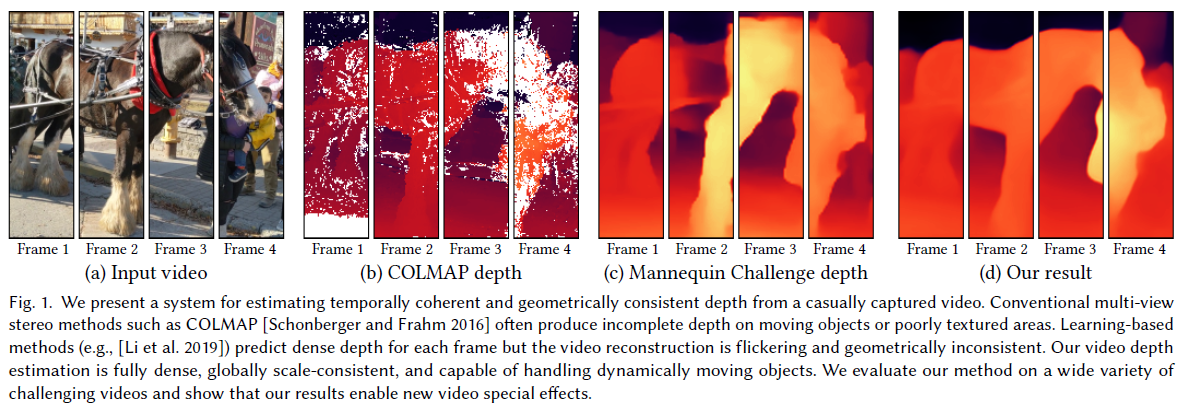 Frame 1 Frame 2 Frame 3 Frame 4 Frame 1 Frame 2 Frame 3 Frame 4 Frame 1 Frame 2 Frame 3 Frame 4 Frame 1 Frame 2 Frame 3 Frame 4
(a) Input video (b) COLMAP depth (c) Mannequin Challenge depth (d) Our result
Fig. 1. We present a system for estimating temporally coherent and geometrically consistent depth from a casually captured video. Conventional multi-view
stereo methods such as COLMAP [Schonberger and Frahm 2016] often produce incomplete depth on moving objects or poorly textured areas. Learning-based
methods (e.g., [Li et al. 2019]) predict dense depth for each frame but the video reconstruction is flickering and geometrically inconsistent. Our video depth
estimation is fully dense, globally scale-consistent, and capable of handling dynamically moving objects. We evaluate our method on a wide variety of
challenging videos and show that our results enable new video special effects.